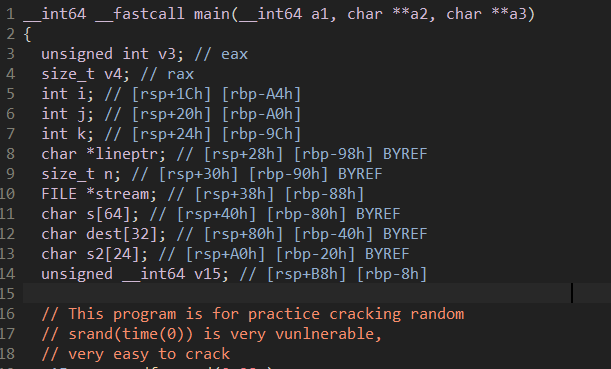 1 __int64 __fastcall main(__int64 a1, char **a2, char **a3)
2 {
3 unsigned int v3; // eax
4 size_t v4; // rax
5 int i; // [rsp+1Ch] [rbp-A4h]
6 int j; // [rsp+20h] [rbp-A0h]
7 int k; // [rsp+24h] [rbp-9Ch]
8 char *lineptr; // [rsp+28h] [rbp-98h] BYREF
9 size_t n; // [rsp+30h] [rbp-90h] BYREF
10 FILE *stream; // [rsp+38h] [rbp-88h]
11 char s[64]; // [rsp+40h] [rbp-80h] BYREF
12 char dest[32]; // [rsp+80h] [rbp-40h] BYREF
13 char s2[24]; // [rsp+A0h] [rbp-20h] BYREF
14 unsigned __int64 v15; // [rsp+B8h] [rbp-8h]
15
16 // This program is for practice cracking random
17 // srand(time(0)) is very vunlnerable,
18 // very easy to crack